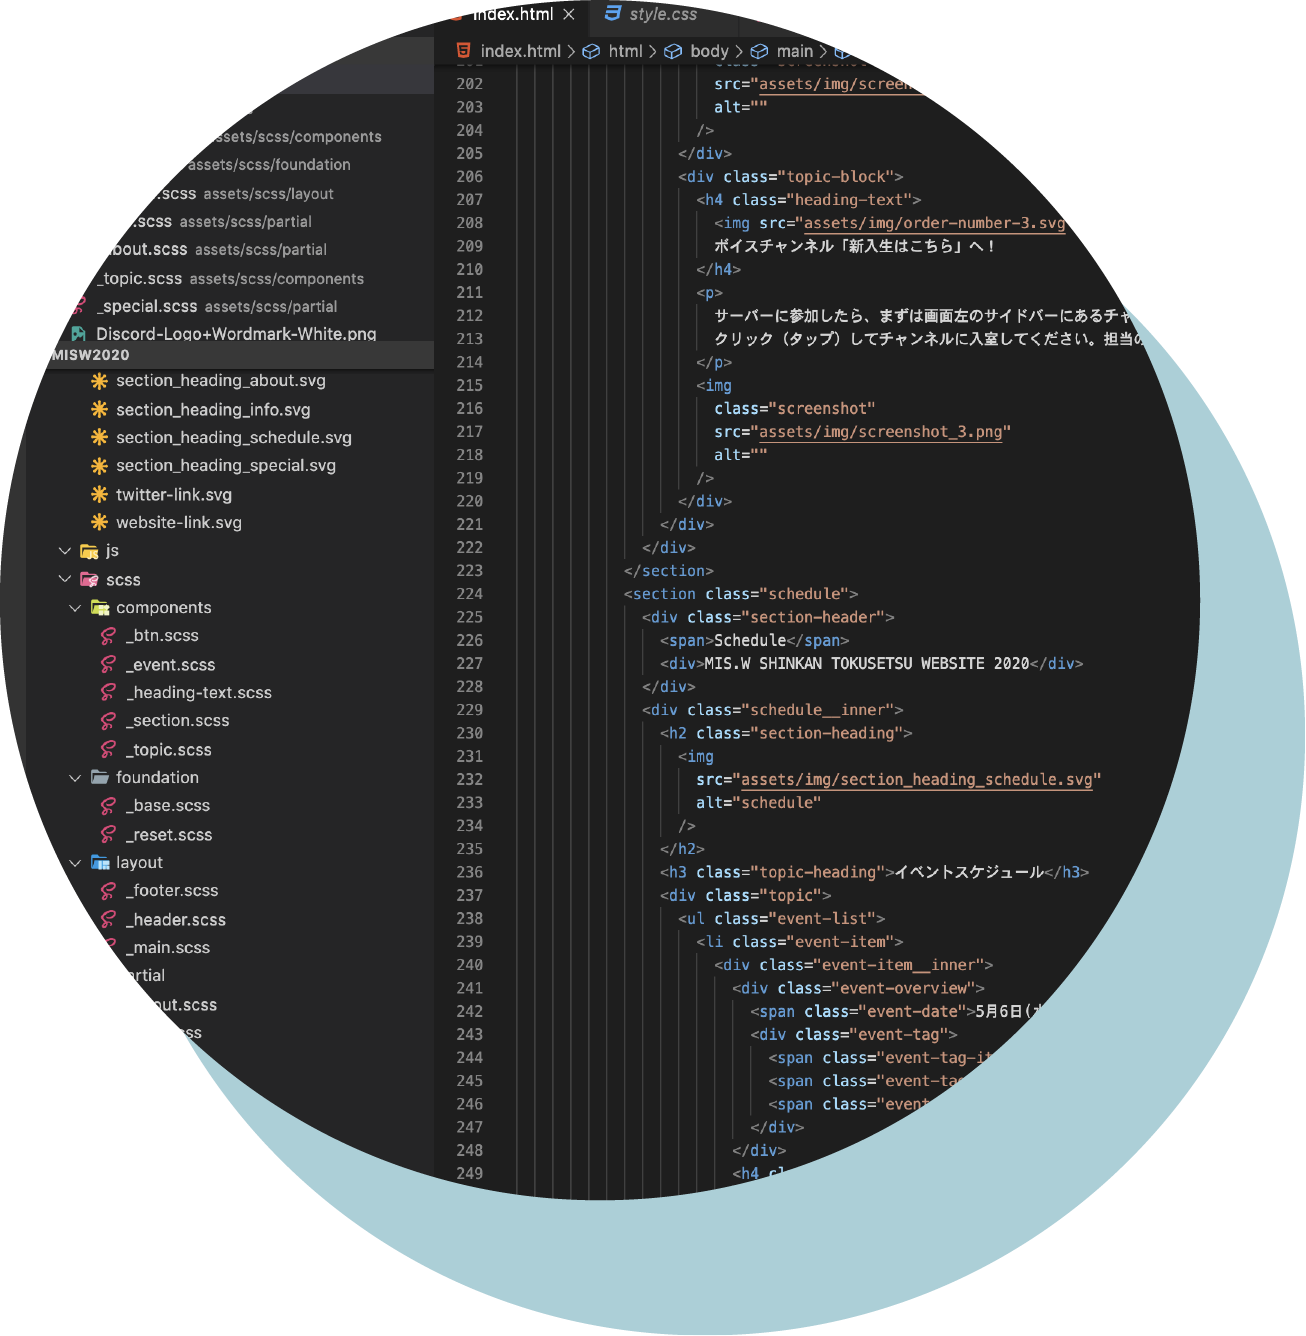 index.html
style.css
index.html > html > body > main >
assets/scss/components
assets/scss/foundation
.scss assets/scss/layout
.scss assets/scss/partial
about.scss assets/scss/partial
_topic.scss assets/scss/components
_special.scss assets/scss/partial
Discord-Logo+Wordmark-White.png
MISW2020
section_heading_about.svg
section_heading_info.svg
section_heading_schedule.svg
section_heading_special.svg
twitter-link.svg
website-link.svg
js
scss
components
_btn.scss
_event.scss
_heading-text.scss
_section.scss
_topic.scss
foundation
_base.scss
_reset.scss
layout
_footer.scss
_header.scss
_main.scss
202 src="assets/img/screen
203 alt=""
204 />
205 </div>
206 <div class="topic-block">
207 <h4 class="heading-text">
208 <img src="assets/img/order-number-3.svg
209 ボイスチャンネル「新入生はこちら」へ！
210 </h4>
211 <p>
212 サーバーに参加したら、まずは画面左のサイドバーにあるチャ
213 クリック（タップ）してチャンネルに入室してください。担当の
214 </p>
215 <img
216 class="screenshot"
217 src="assets/img/screenshot_3.png"
218 alt=""
219 />
220 </div>
221 </div>
222 </div>
223 </section>
224 <section class="schedule">
225 <div class="section-header">
226 <span>Schedule</span>
227 <div>MIS.W SHINKAN TOKUSETSU WEBSITE 2020</div>
228 </div>
229 <div class="schedule__inner">
230 <h2 class="section-heading">
231 <img
232 src="assets/img/section_heading_schedule.svg"
233 alt="schedule"
234 />
235 </h2>
236 <h3 class="topic-heading">イベントスケジュール</h3>
237 <div class="topic">
238 <ul class="event-list">
239 <li class="event-item">
240 <div class="event-item__inner">
241 <div class="event-overview">
242 <span class="event-date">5月6日(
243 <div class="event-tag">
244 <span class="event-tag-it
245 <span class="event-tag
246 <span class="event
247 </div>
248 </div>
249 <h4 cl